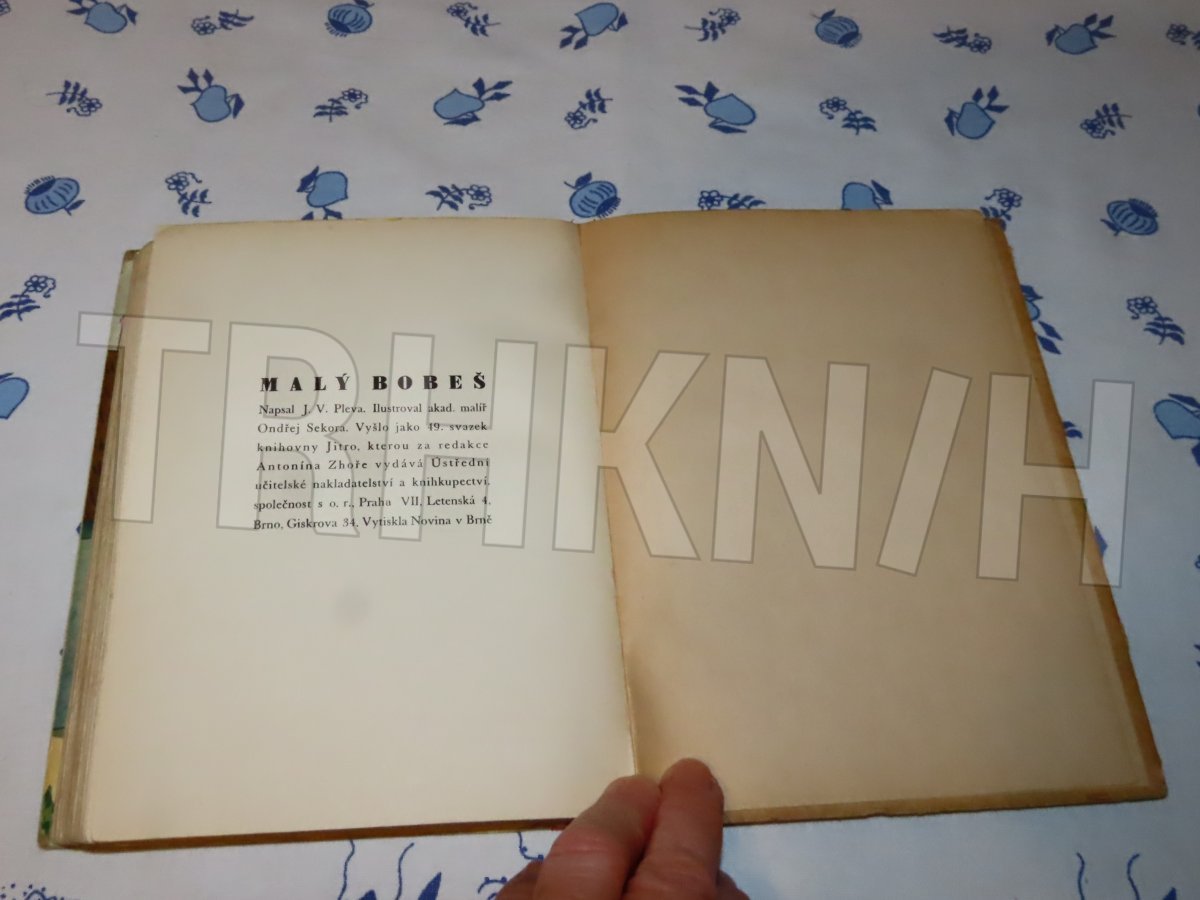 MALÝ BOBEŠ
Napsal J. V. Pleva. Ilustroval akad. malíř
Ondřej Sekora. Vyšlo jako 49. svazek
knihovny Jitro, kterou za redakce
Antonína Zhoře vydává Ústřední
učitelské nakladatelství a knihkupectví,
společnost s o. r., Praha VII, Letenská 4,
Brno, Giskrova 34. Vytiskla Novina v Brně
TRHKNIH